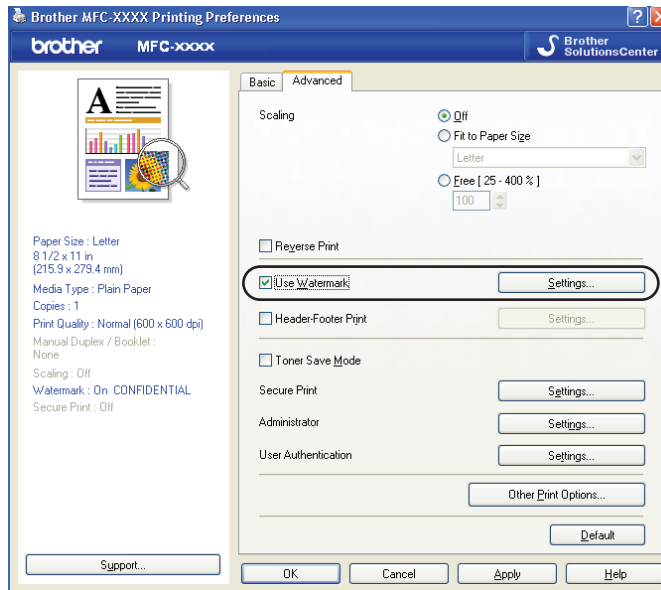 Brother MFC-XXXX Printing Preferences
brother MFC-xxxx
Brother
SolutionsCenter
A
Paper Size : Letter
8 1/2 x 11 in
(215.9 x 279.4 mm)
Media Type : Plain Paper
Copies : 1
Print Quality : Normal (600 x 600 dpi)
Manual Duplex / Booklet :
None
Scaling : Off
Watermark : On CONFIDENTIAL
Secure Print : Off
Support...
Basic Advanced
Scaling
Off
Fit to Paper Size
Letter
Free [ 25 - 400 % ]
100
Reverse Print
Use Watermark Settings...
Header-Footer Print Settings...
Toner Save Mode
Secure Print Settings...
Administrator Settings...
User Authentication Settings...
Other Print Options...
Default
OK Cancel Apply Help